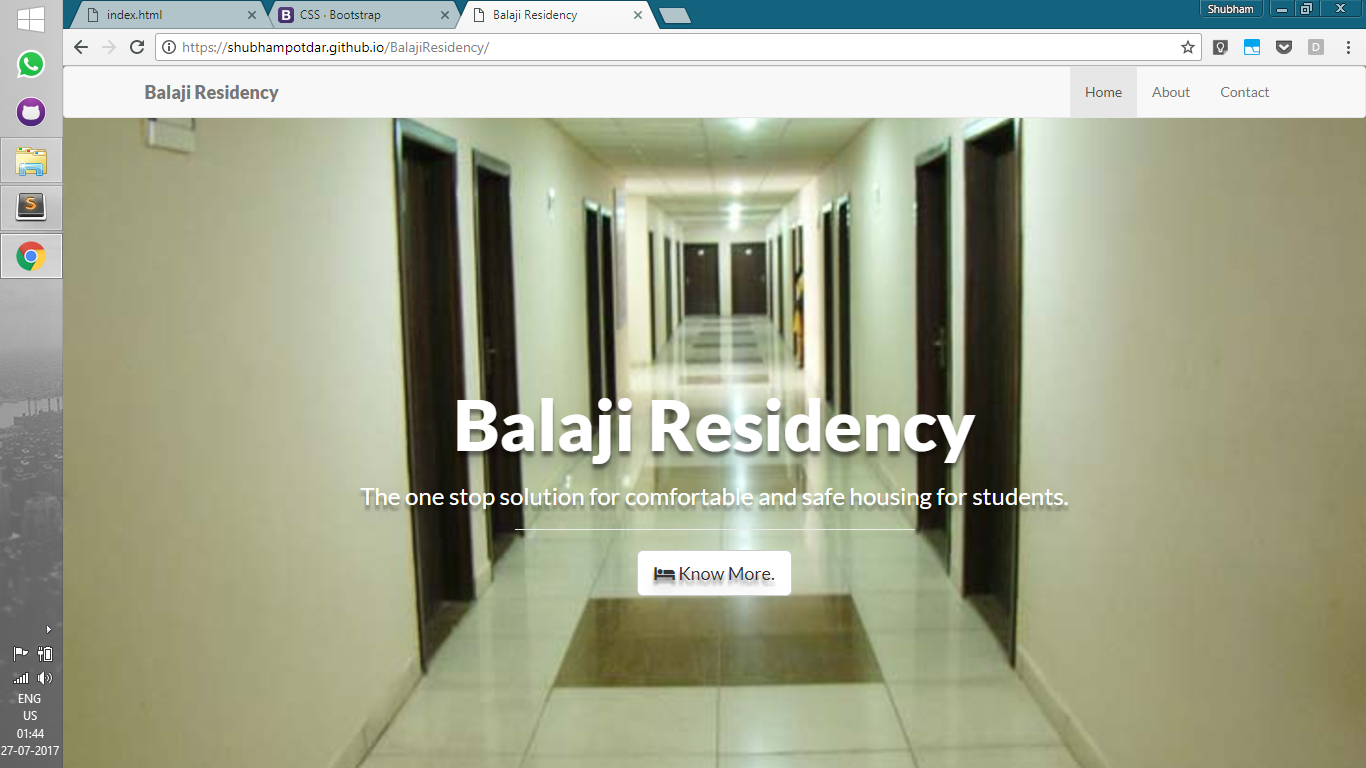 index.html
CSS · Bootstrap
Balaji Residency
Shubham
https://shubhampotdar.github.io/BalajiResidency/
Balaji Residency
Home
About
Contact
Balaji Residency
The one stop solution for comfortable and safe housing for students.
Know More.
ENG
US
01:44
27-07-2017